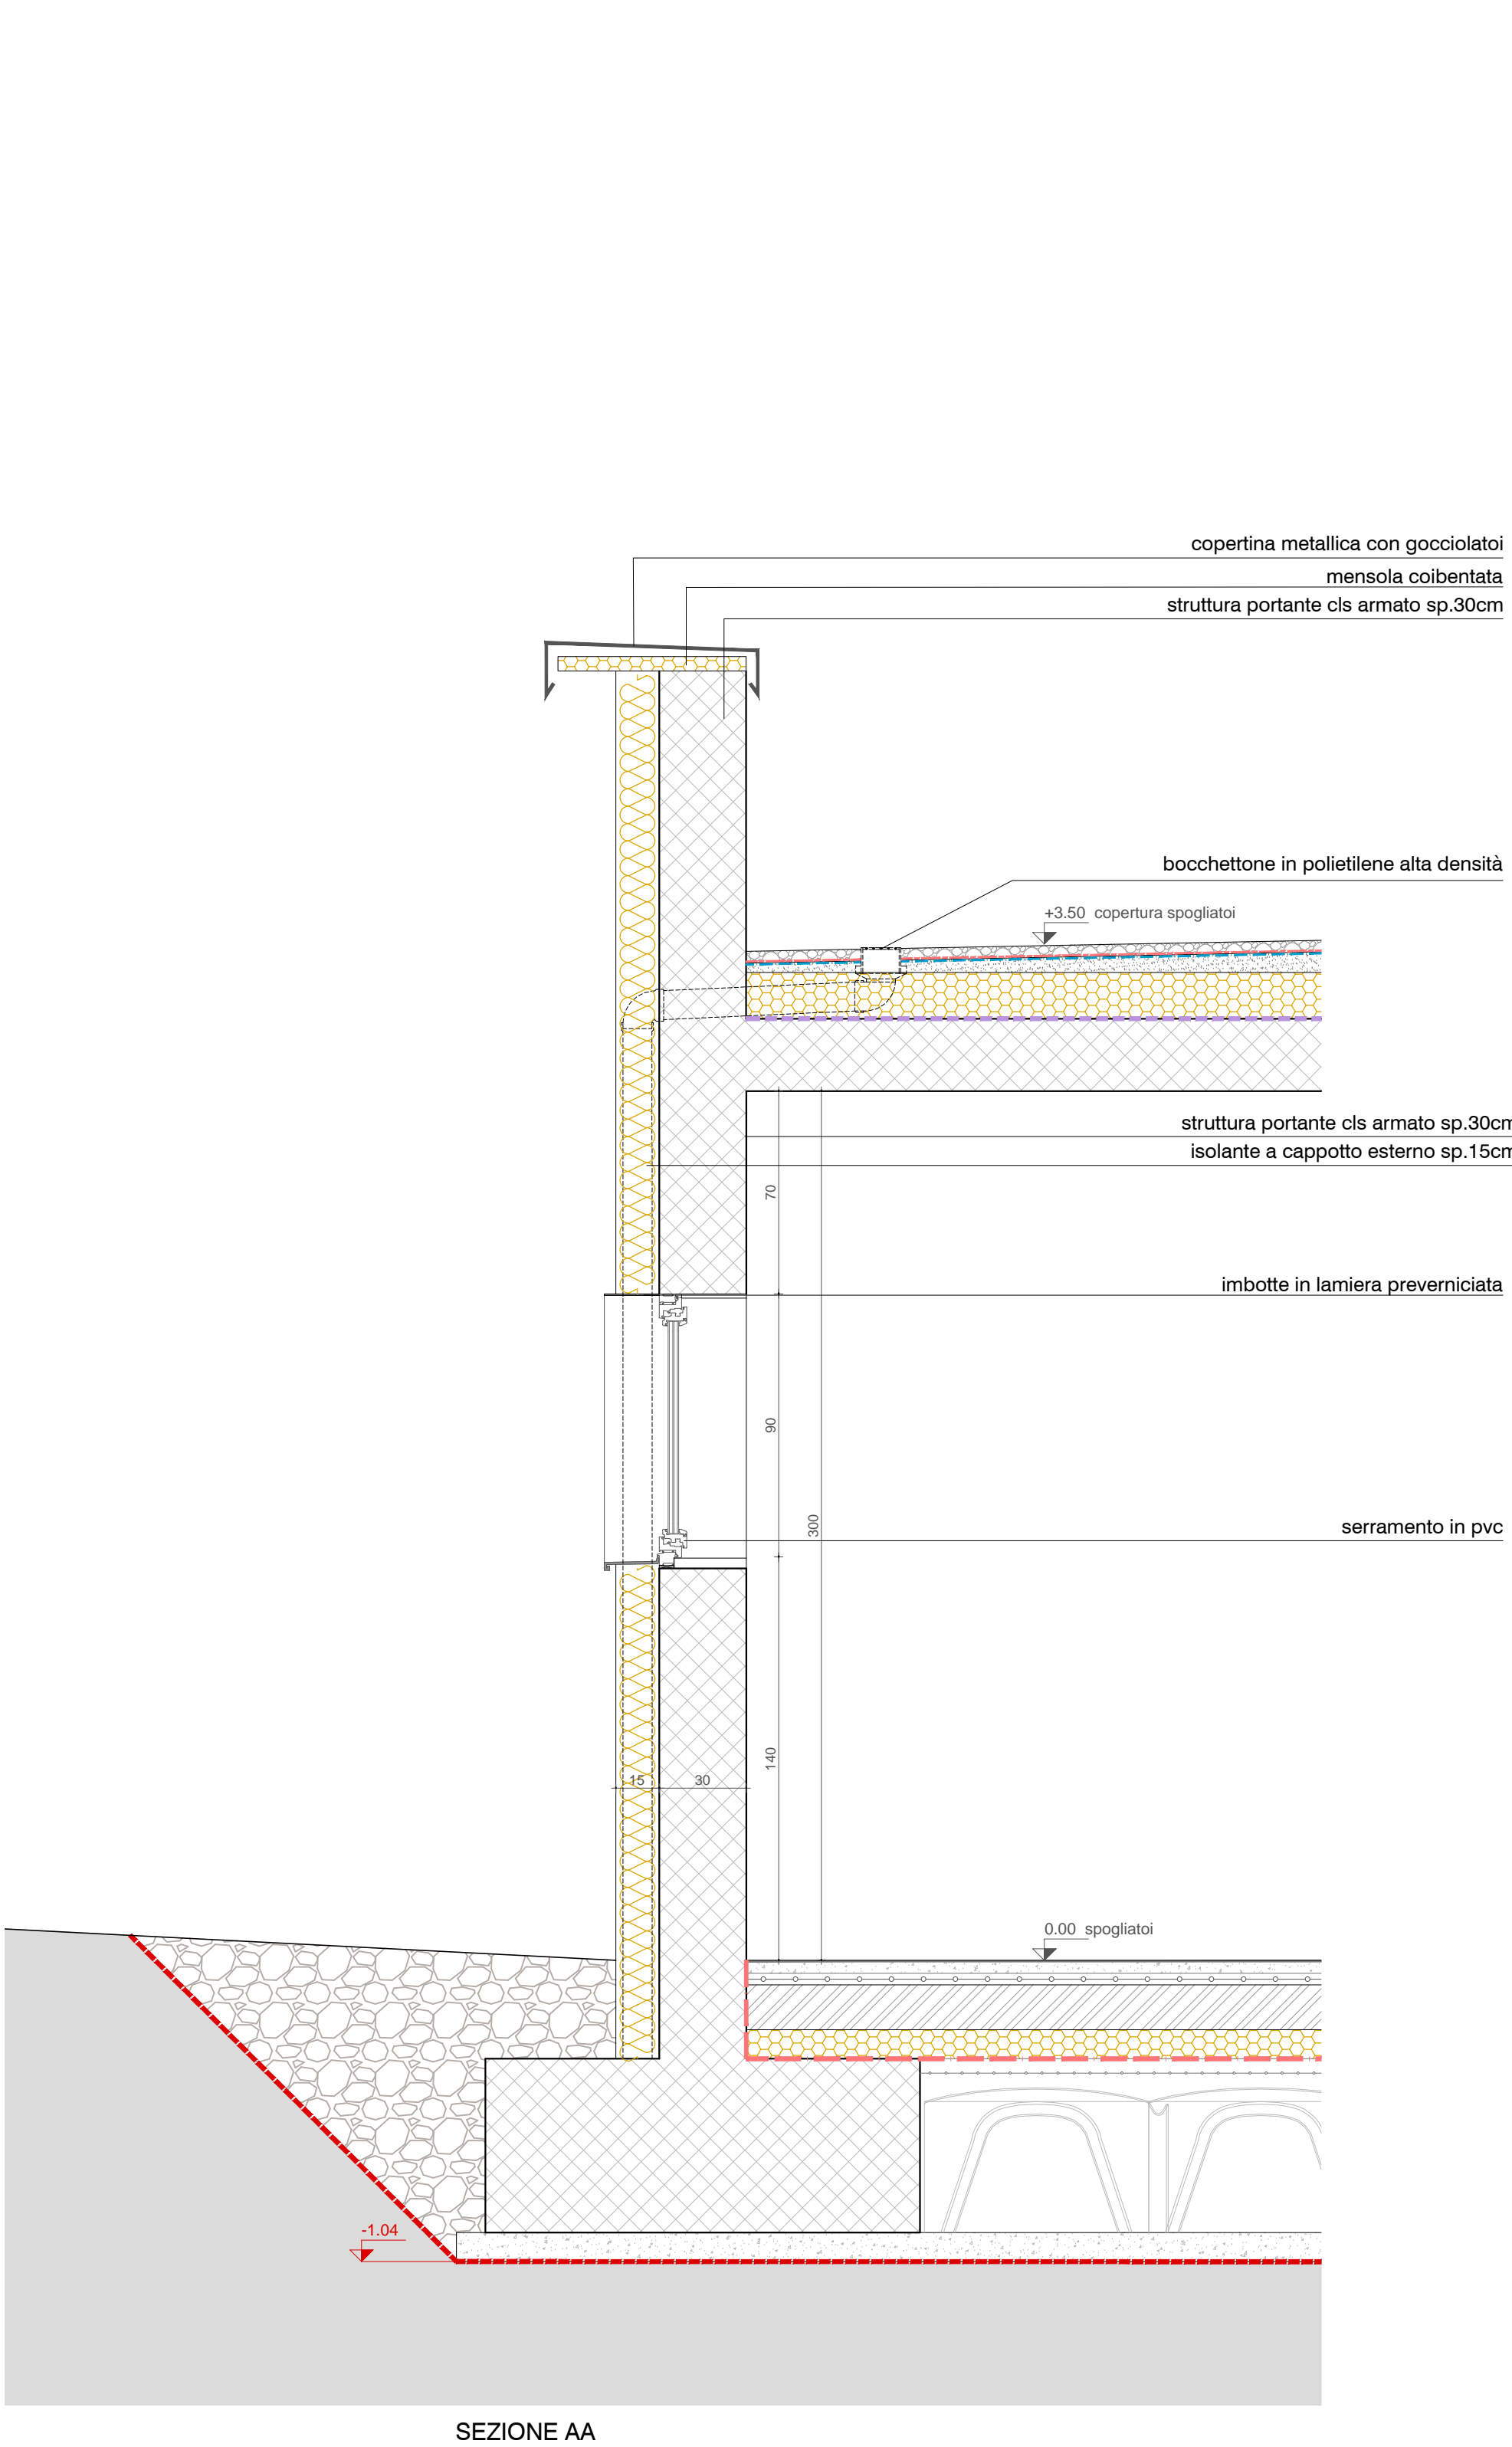 copertina metallica con gocciolatoi
mensola coibentata
struttura portante cls armato sp.30cm
bocchettone in polietilene alta densità
+3.50 copertura spogliatoi
struttura portante cls armato sp.30cm
isolante a cappotto esterno sp.15cm
70
imbotte in lamiera preverniciata
90
300
serramento in pvc
140
15
30
0.00 spogliatoi
-1.04
SEZIONE AA